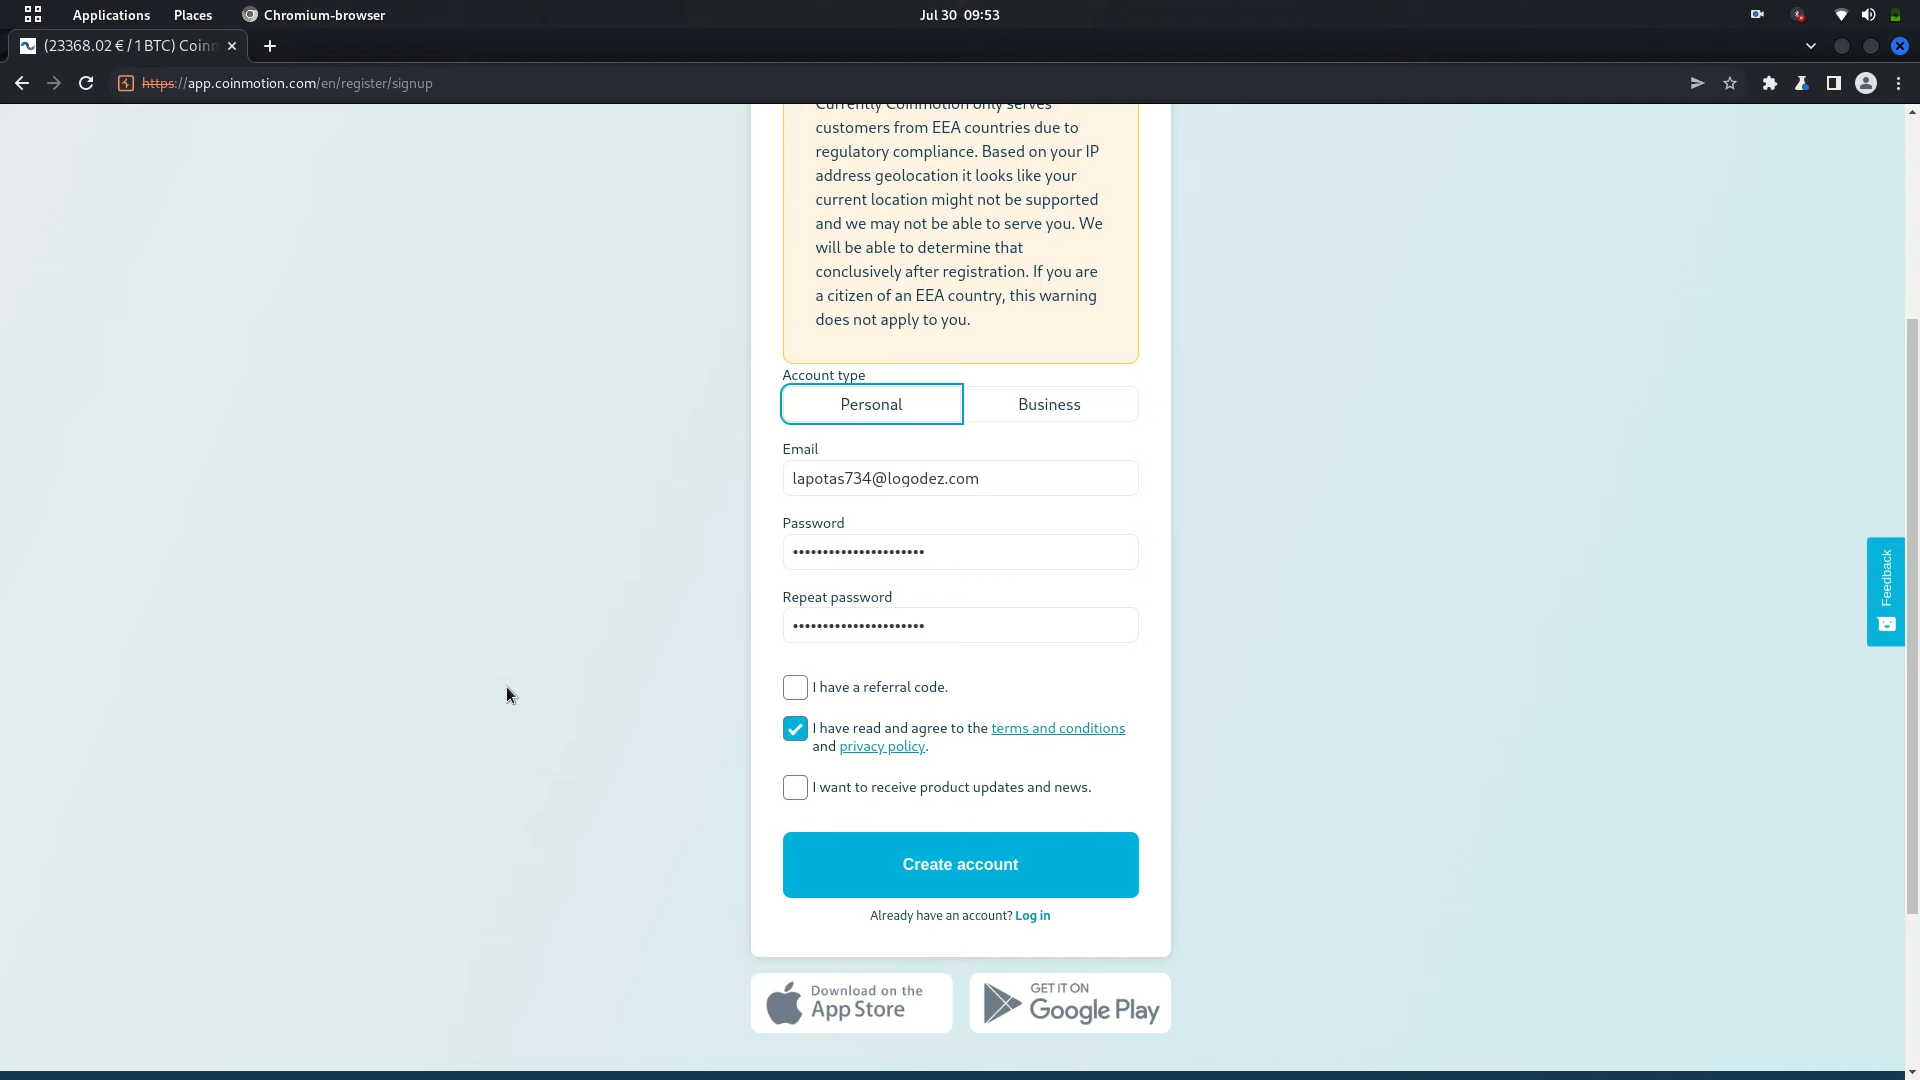 Applications Places Chromium-browser Jul 30 09:53
(23368.02 € / 1 BTC) Coinm
https://app.coinmotion.com/en/register/signup
Currently Coinmotion only serves
customers from EEA countries due to
regulatory compliance. Based on your IP
address geolocation it looks like your
current location might not be supported
and we may not be able to serve you. We
will be able to determine that
conclusively after registration. If you are
a citizen of an EEA country, this warning
does not apply to you.
Account type
Personal Business
Email
lapotas734@logodez.com
Password
••••••••••••••••••••••
Repeat password
••••••••••••••••••••••
I have a referral code.
I have read and agree to the terms and conditions
and privacy policy.
I want to receive product updates and news.
Create account
Already have an account? Log in
Download on the
App Store
GET IT ON
Google Play
Feedback